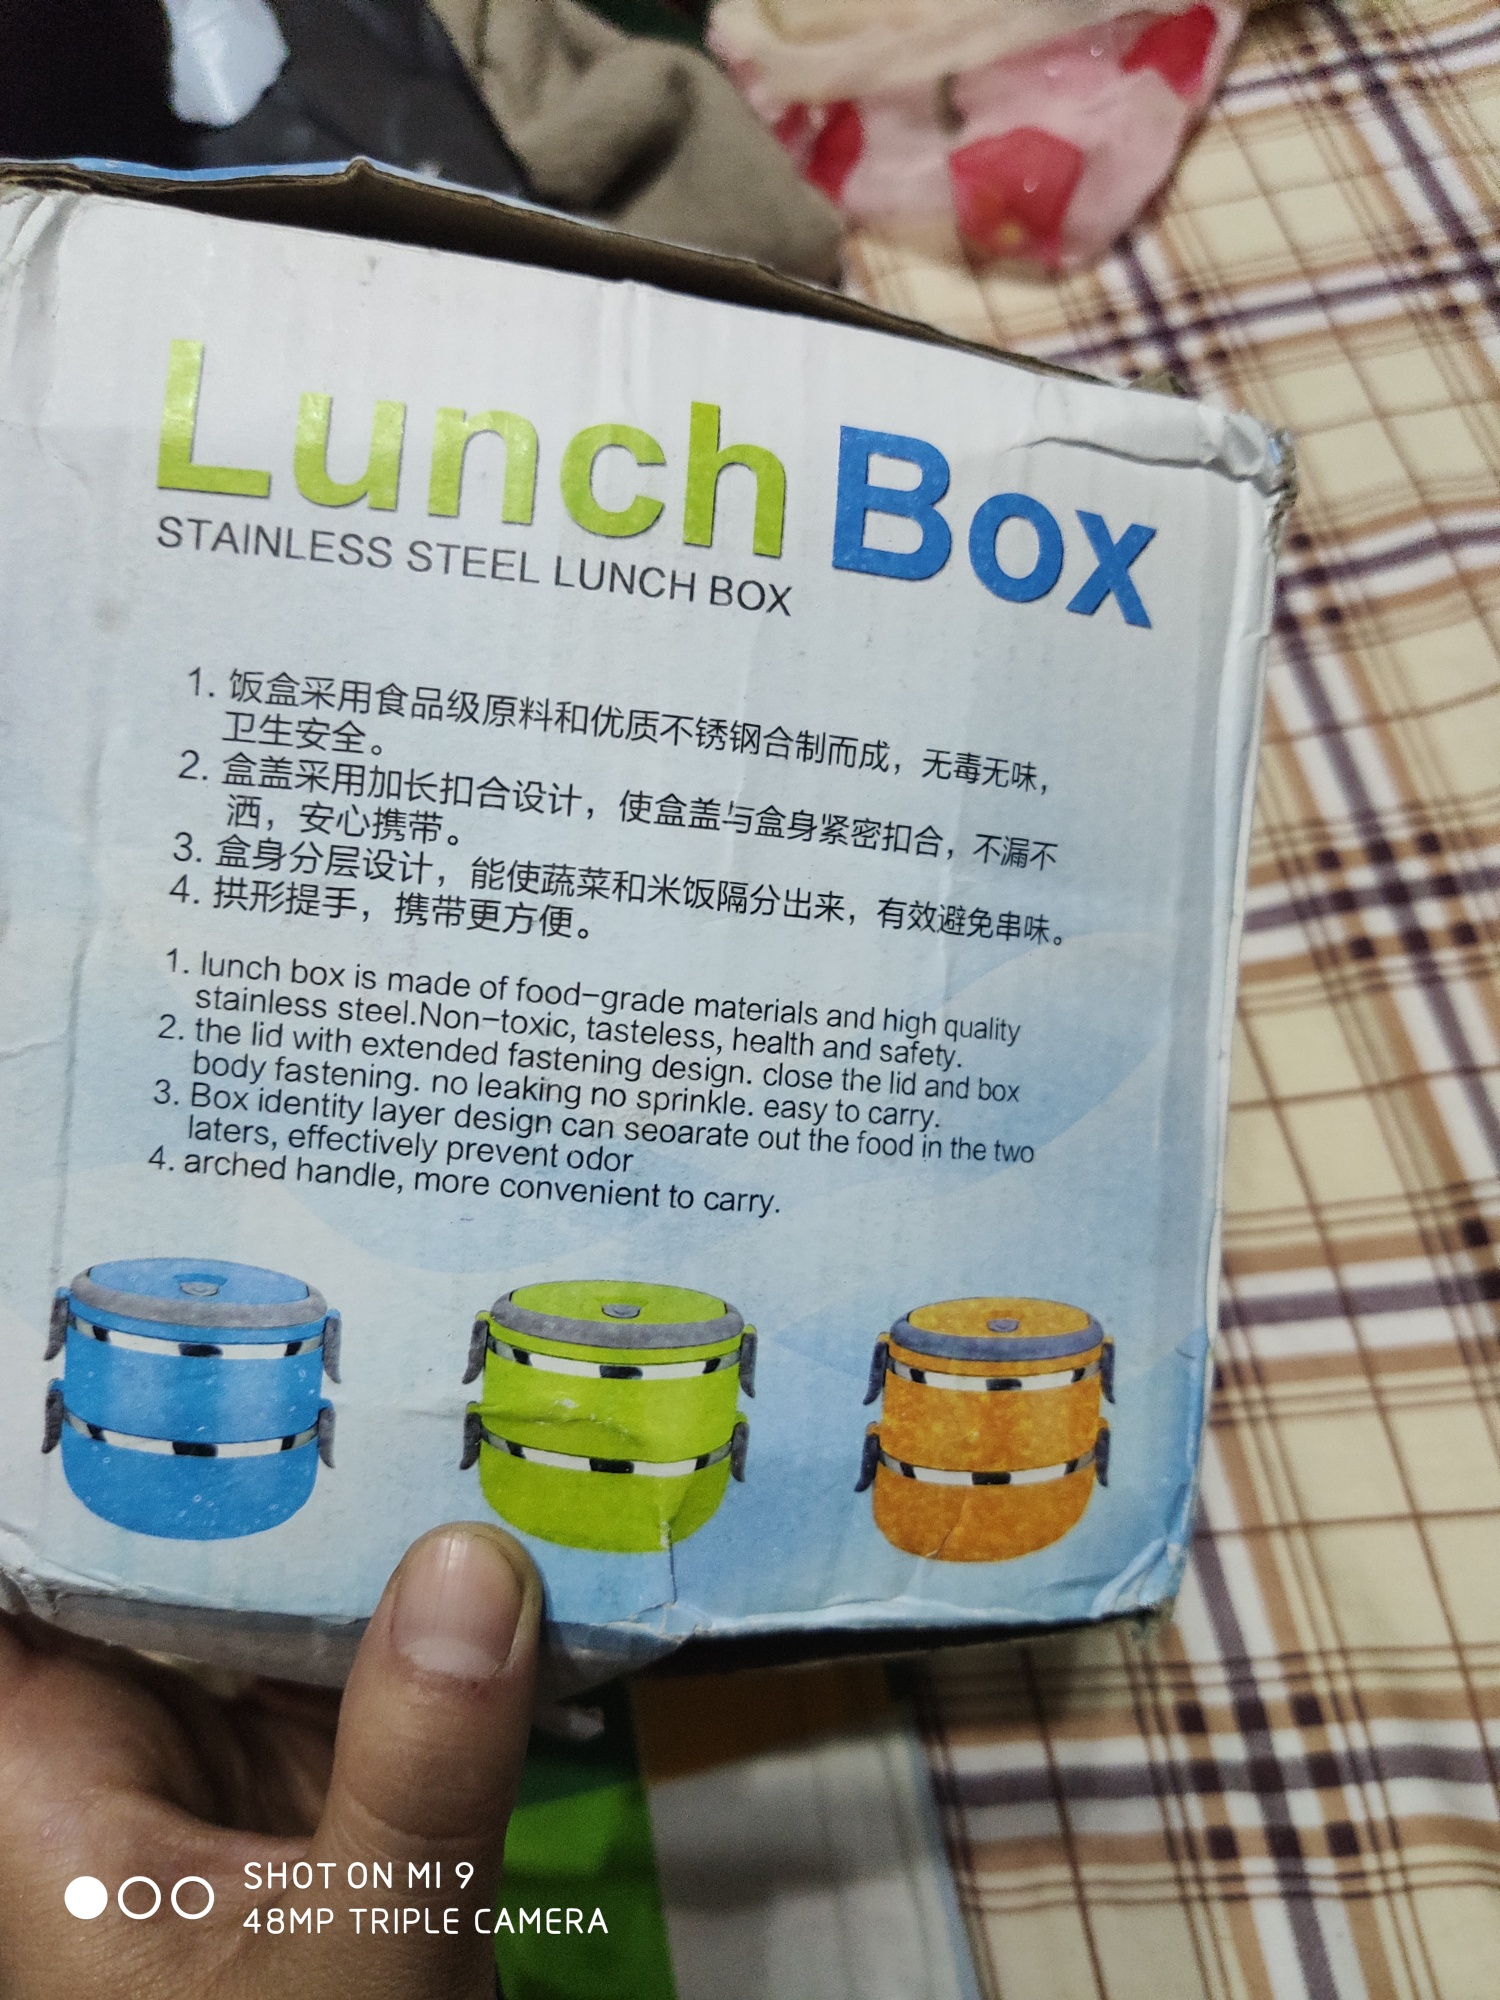 Lunch Box
STAINLESS STEEL LUNCH BOX
1. 饭盒采用食品级原料和优质不锈钢合制而成，无毒无味，
卫生安全。
2. 盒盖采用加长扣合设计，使盒盖与盒身紧密扣合，不漏不
洒，安心携带。
3. 盒身分层设计，能使蔬菜和米饭隔分出来，有效避免串味。
4. 拱形提手，携带更方便。
1. lunch box is made of food-grade materials and high quality
stainless steel.Non-toxic, tasteless, health and safety.
2. the lid with extended fastening design. close the lid and box
body fastening. no leaking no sprinkle. easy to carry.
3. Box identity layer design can seoarate out the food in the two
laters, effectively prevent odor
4. arched handle, more convenient to carry.
SHOT ON MI 9
48MP TRIPLE CAMERA